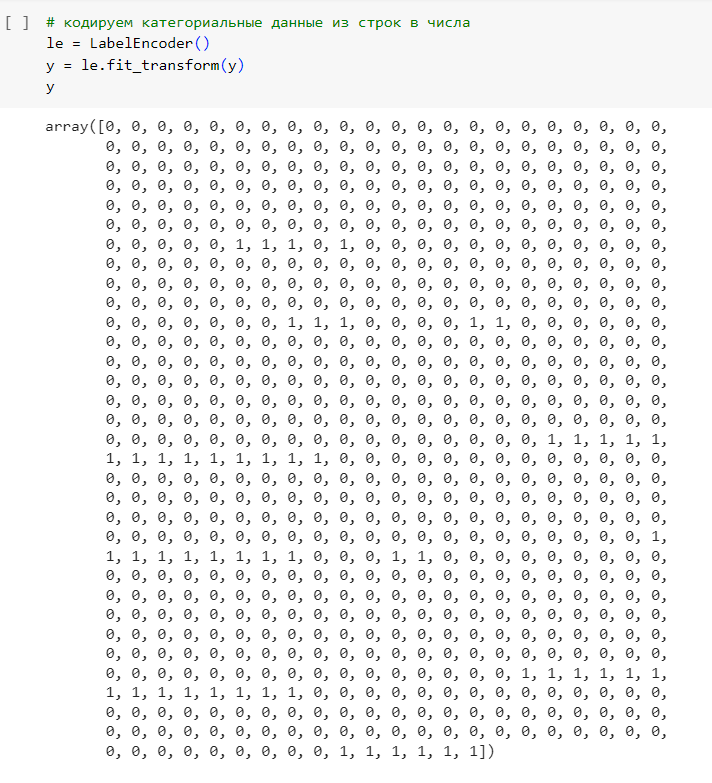 [ ] # кодируем категориальные данные из строк в числа
le = LabelEncoder()
y = le.fit_transform(y)
y
array([0, 0, 0, 0, 0, 0, 0, 0, 0, 0, 0, 0, 0, 0, 0, 0, 0, 0, 0, 0, 0, 0,
0, 0, 0, 0, 0, 0, 0, 0, 0, 0, 0, 0, 0, 0, 0, 0, 0, 0, 0, 0, 0, 0,
0, 0, 0, 0, 0, 0, 0, 0, 0, 0, 0, 0, 0, 0, 0, 0, 0, 0, 0, 0, 0, 0,
0, 0, 0, 0, 0, 0, 0, 0, 0, 0, 0, 0, 0, 0, 0, 0, 0, 0, 0, 0, 0, 0,
0, 0, 0, 0, 0, 0, 0, 0, 0, 0, 0, 0, 0, 0, 0, 0, 0, 0, 0, 0, 0, 0,
0, 0, 0, 0, 0, 0, 0, 0, 0, 0, 0, 0, 0, 0, 0, 0, 0, 0, 0, 0, 0, 0,
0, 0, 0, 0, 0, 1, 1, 1, 0, 1, 0, 0, 0, 0, 0, 0, 0, 0, 0, 0, 0, 0,
0, 0, 0, 0, 0, 0, 0, 0, 0, 0, 0, 0, 0, 0, 0, 0, 0, 0, 0, 0, 0, 0,
0, 0, 0, 0, 0, 0, 0, 0, 0, 0, 0, 0, 0, 0, 0, 0, 0, 0, 0, 0, 0, 0,
0, 0, 0, 0, 0, 0, 0, 0, 0, 0, 0, 0, 0, 0, 0, 0, 0, 0, 0, 0, 0, 0,
0, 0, 0, 0, 0, 0, 0, 1, 1, 1, 0, 0, 0, 0, 1, 1, 0, 0, 0, 0, 0, 0,
0, 0, 0, 0, 0, 0, 0, 0, 0, 0, 0, 0, 0, 0, 0, 0, 0, 0, 0, 0, 0, 0,
0, 0, 0, 0, 0, 0, 0, 0, 0, 0, 0, 0, 0, 0, 0, 0, 0, 0, 0, 0, 0, 0,
0, 0, 0, 0, 0, 0, 0, 0, 0, 0, 0, 0, 0, 0, 0, 0, 0, 0, 0, 0, 0, 0,
0, 0, 0, 0, 0, 0, 0, 0, 0, 0, 0, 0, 0, 0, 0, 0, 0, 0, 0, 0, 0, 0,
0, 0, 0, 0, 0, 0, 0, 0, 0, 0, 0, 0, 0, 0, 0, 0, 0, 0, 0, 0, 0, 0,
0, 0, 0, 0, 0, 0, 0, 0, 0, 0, 0, 0, 0, 0, 0, 0, 0, 1, 1, 1, 1, 1,
1, 1, 1, 1, 1, 1, 1, 1, 1, 0, 0, 0, 0, 0, 0, 0, 0, 0, 0, 0, 0, 0,
0, 0, 0, 0, 0, 0, 0, 0, 0, 0, 0, 0, 0, 0, 0, 0, 0, 0, 0, 0, 0, 0,
0, 0, 0, 0, 0, 0, 0, 0, 0, 0, 0, 0, 0, 0, 0, 0, 0, 0, 0, 0, 0, 0,
0, 0, 0, 0, 0, 0, 0, 0, 0, 0, 0, 0, 0, 0, 0, 0, 0, 0, 0, 0, 0, 0,
0, 0, 0, 0, 0, 0, 0, 0, 0, 0, 0, 0, 0, 0, 0, 0, 0, 0, 0, 0, 0, 1,
1, 1, 1, 1, 1, 1, 1, 1, 0, 0, 0, 1, 1, 0, 0, 0, 0, 0, 0, 0, 0, 0,
0, 0, 0, 0, 0, 0, 0, 0, 0, 0, 0, 0, 0, 0, 0, 0, 0, 0, 0, 0, 0, 0,
0, 0, 0, 0, 0, 0, 0, 0, 0, 0, 0, 0, 0, 0, 0, 0, 0, 0, 0, 0, 0, 0,
0, 0, 0, 0, 0, 0, 0, 0, 0, 0, 0, 0, 0, 0, 0, 0, 0, 0, 0, 0, 0, 0,
0, 0, 0, 0, 0, 0, 0, 0, 0, 0, 0, 0, 0, 0, 0, 0, 0, 0, 0, 0, 0, 0,
0, 0, 0, 0, 0, 0, 0, 0, 0, 0, 0, 0, 0, 0, 0, 0, 0, 0, 0, 0, 0, 0,
0, 0, 0, 0, 0, 0, 0, 0, 0, 0, 0, 0, 0, 0, 0, 0, 1, 1, 1, 1, 1, 1,
1, 1, 1, 1, 1, 1, 1, 1, 0, 0, 0, 0, 0, 0, 0, 0, 0, 0, 0, 0, 0, 0,
0, 0, 0, 0, 0, 0, 0, 0, 0, 0, 0, 0, 0, 0, 0, 0, 0, 0, 0, 0, 0, 0,
0, 0, 0, 0, 0, 0, 0, 0, 0, 0, 0, 0, 0, 0, 0, 0, 0, 0, 0, 0, 0, 0,
0, 0, 0, 0, 0, 0, 0, 0, 0, 1, 1, 1, 1, 1, 1])